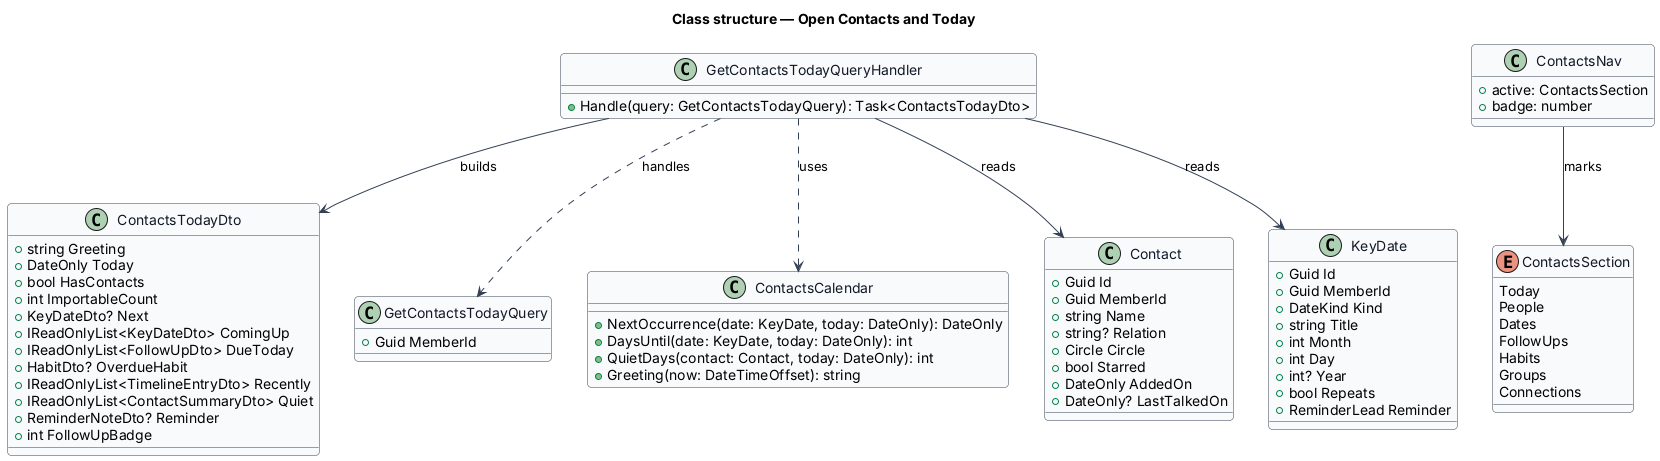 Class structure — Open Contacts and Today
C GetContactsTodayQueryHandler
Handle(query: GetContactsTodayQuery): Task<ContactsTodayDto>
C ContactsNav
active: ContactsSection
badge: number
builds
handles
uses
reads
reads
marks
C ContactsTodayDto
string Greeting
DateOnly Today
bool HasContacts
int ImportableCount
KeyDateDto? Next
IReadOnlyList<KeyDateDto> ComingUp
IReadOnlyList<FollowUpDto> DueToday
HabitDto? OverdueHabit
IReadOnlyList<TimelineEntryDto> Recently
IReadOnlyList<ContactSummaryDto> Quiet
ReminderNoteDto? Reminder
int FollowUpBadge
C GetContactsTodayQuery
Guid MemberId
C ContactsCalendar
NextOccurrence(date: KeyDate, today: DateOnly): DateOnly
DaysUntil(date: KeyDate, today: DateOnly): int
QuietDays(contact: Contact, today: DateOnly): int
Greeting(now: DateTimeOffset): string
C Contact
Guid Id
Guid MemberId
string Name
string? Relation
Circle Circle
bool Starred
DateOnly AddedOn
DateOnly? LastTalkedOn
C KeyDate
Guid Id
Guid MemberId
DateKind Kind
string Title
int Month
int Day
int? Year
bool Repeats
ReminderLead Reminder
E ContactsSection
Today
People
Dates
FollowUps
Habits
Groups
Connections